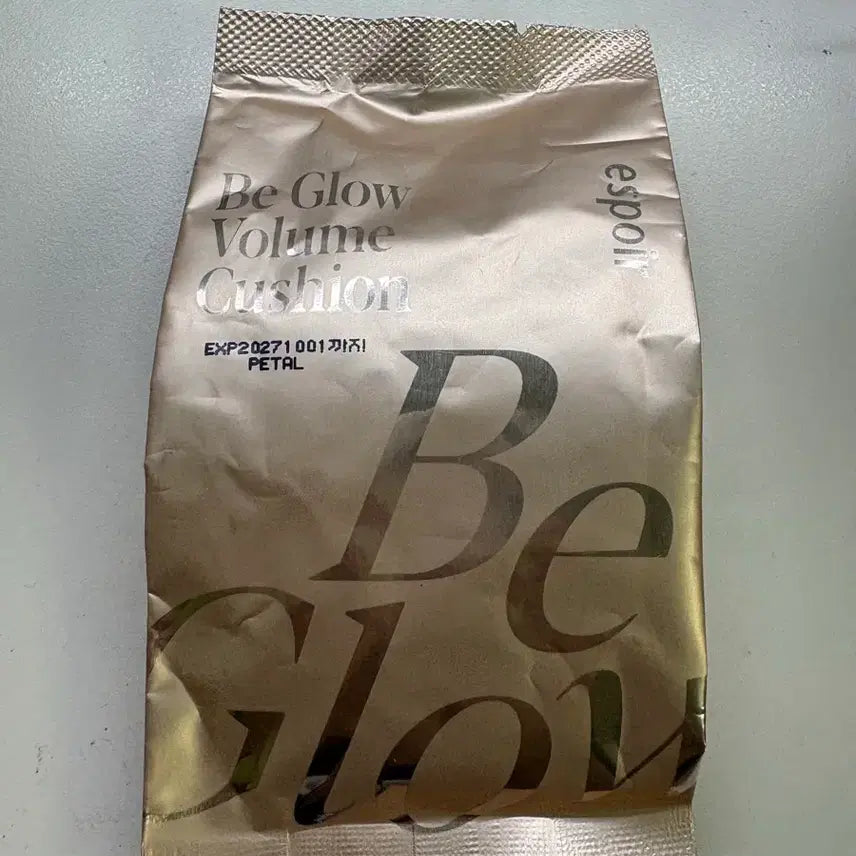 Be Glow
Volume
Cushion
espoir
EXP20271001까지
PETAL
Be
Glow